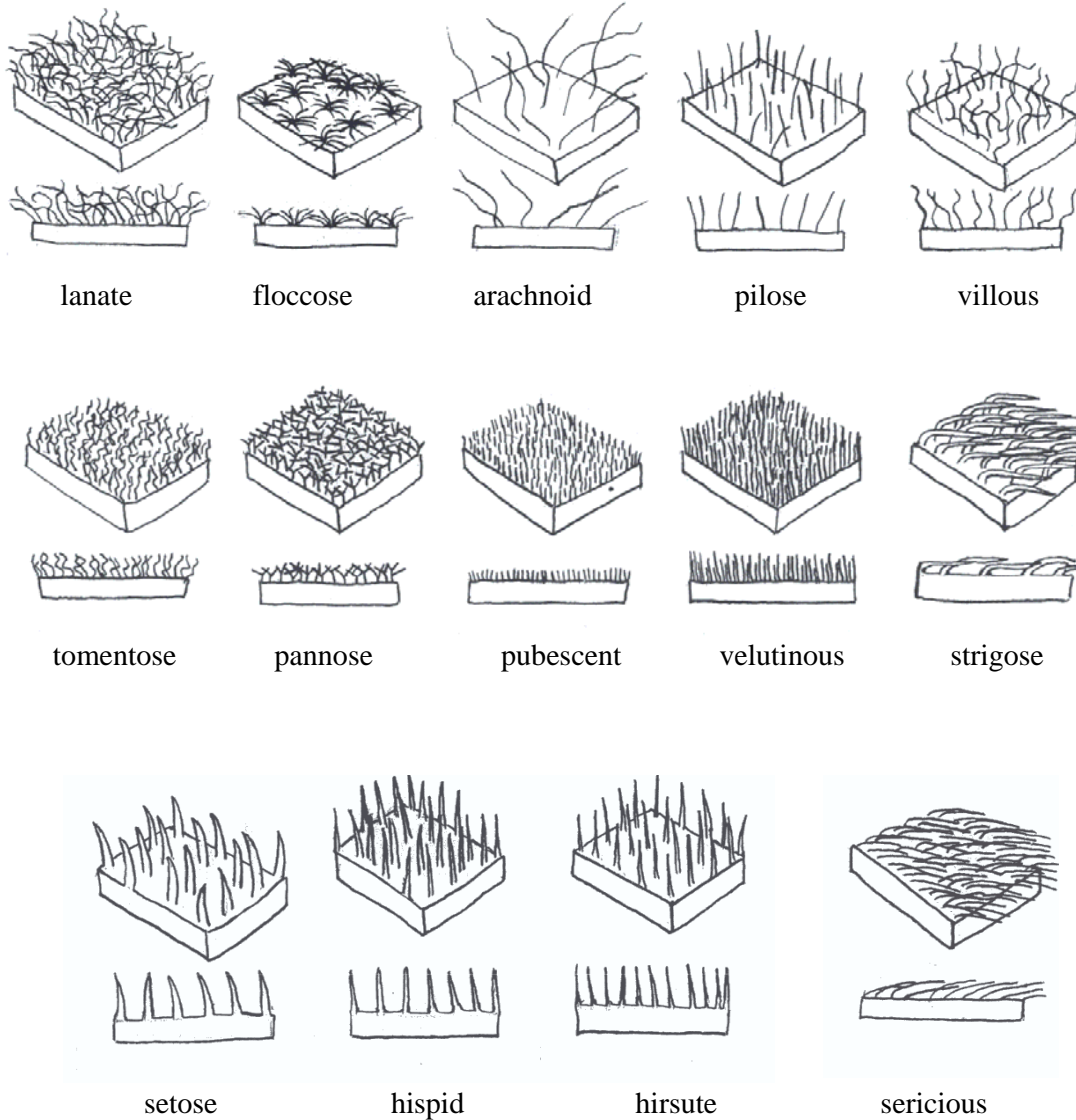 lanate floccose arachnoid pilose villous
tomentose pannose pubescent velutinous strigose
setose hispid hirsute sericious